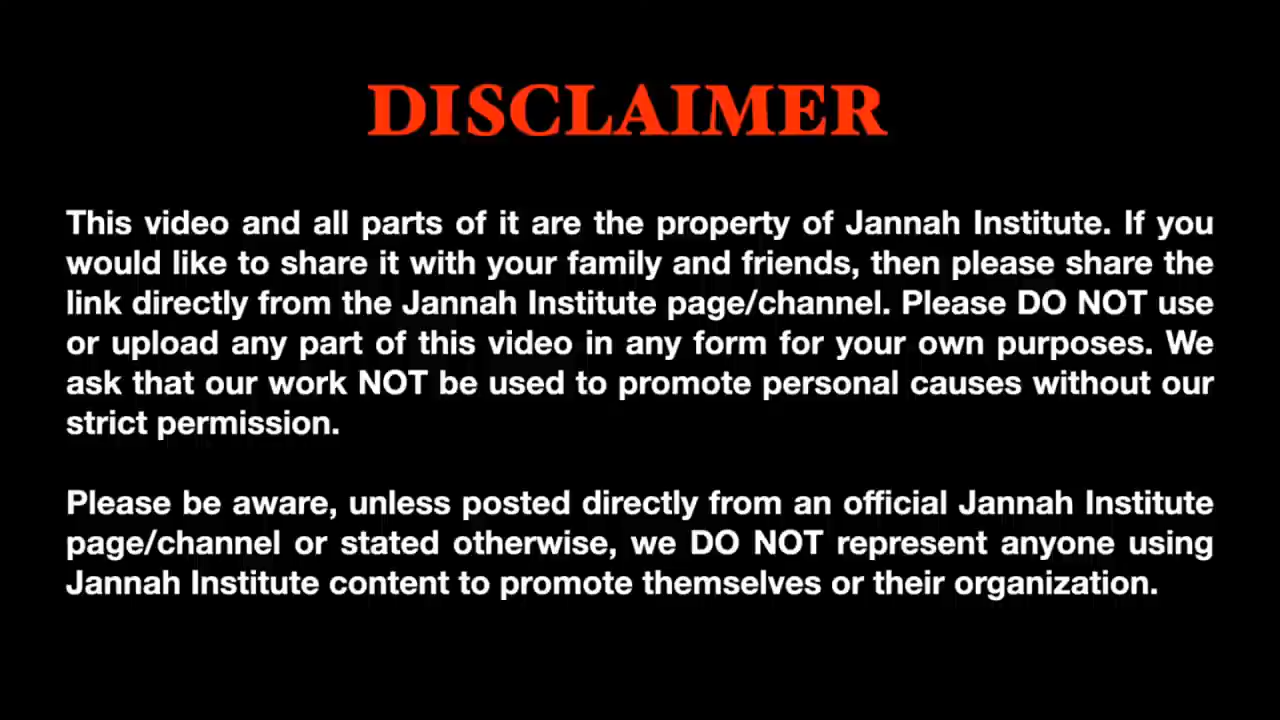 DISCLAIMER
This video and all parts of it are the property of Jannah Institute. If you
would like to share it with your family and friends, then please share the
link directly from the Jannah Institute page/channel. Please DO NOT use
or upload any part of this video in any form for your own purposes. We
ask that our work NOT be used to promote personal causes without our
strict permission.
Please be aware, unless posted directly from an official Jannah Institute
page/channel or stated otherwise, we DO NOT represent anyone using
Jannah Institute content to promote themselves or their organization.